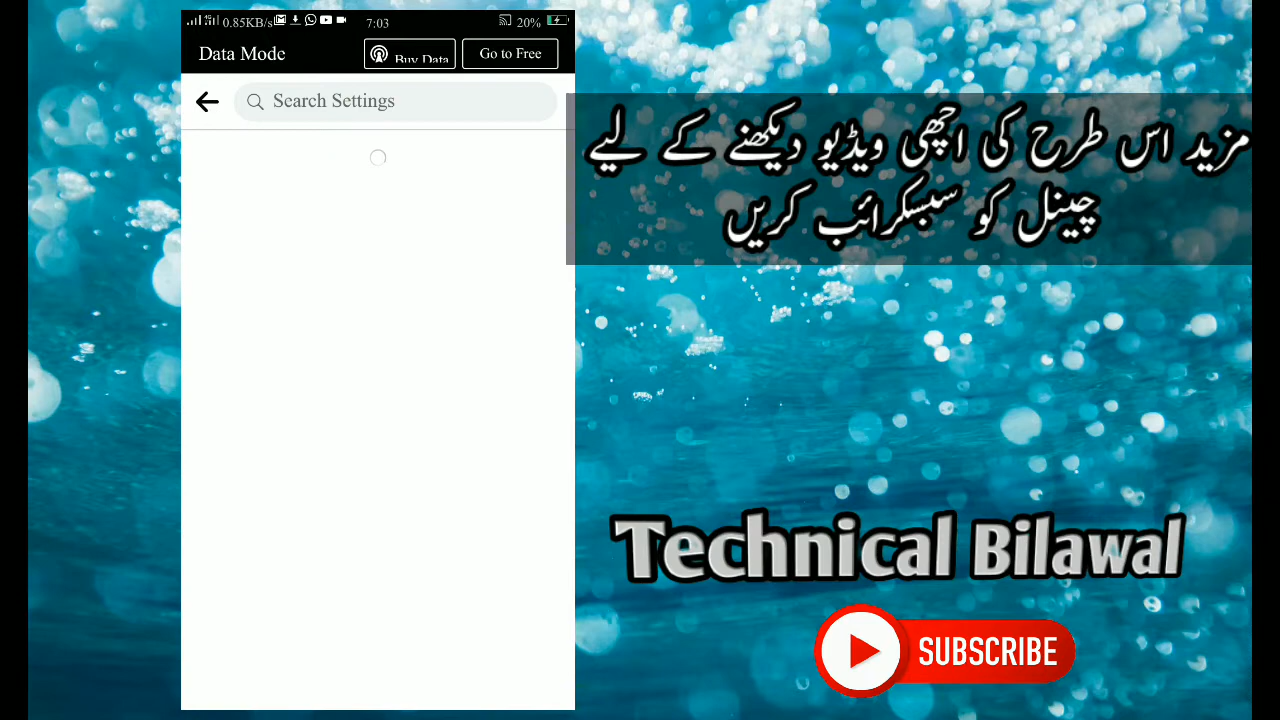 0.85KB/s 7:03 20%
Data Mode Buy Data Go to Free
Search Settings
مزید اس طرح کی اچھی ویڈیو دیکھنے کے لیے
چینل کو سبسکرائب کریں
Technical Bilawal
SUBSCRIBE